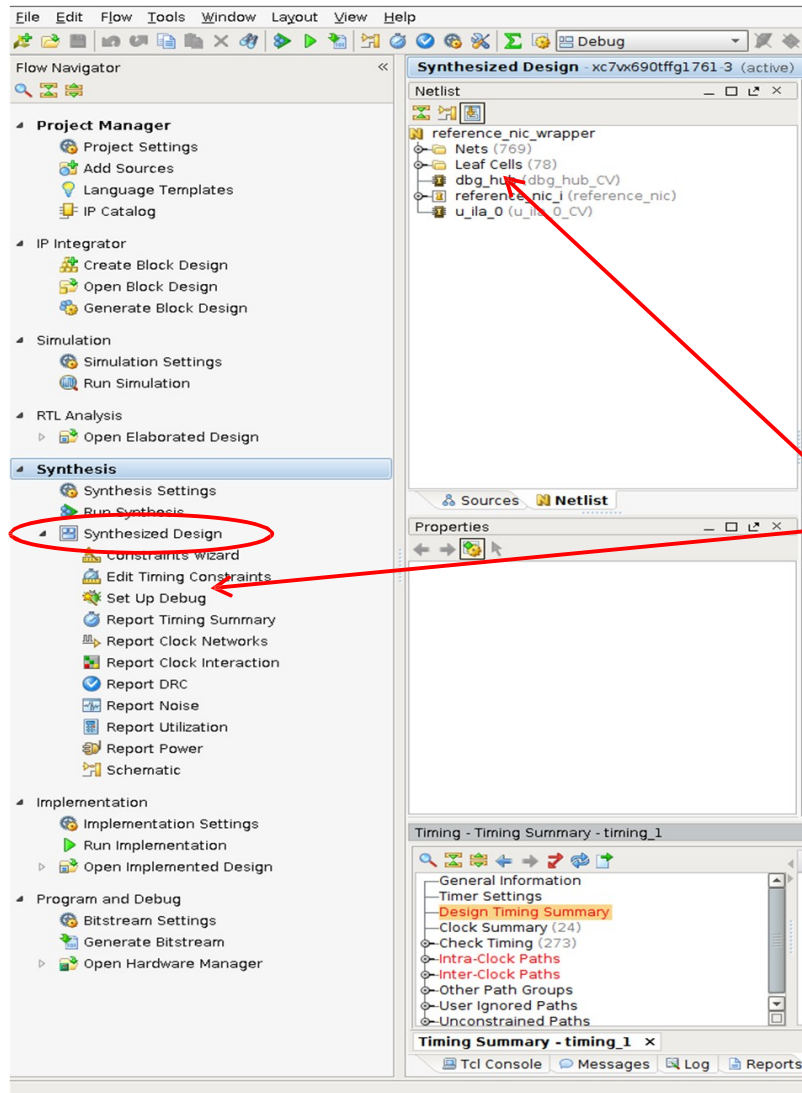 File Edit Flow Tools Window Layout View Help
Debug
Flow Navigator
Project Manager
Project Settings
Add Sources
Language Templates
IP Catalog
IP Integrator
Create Block Design
Open Block Design
Generate Block Design
Simulation
Simulation Settings
Run Simulation
RTL Analysis
Open Elaborated Design
Synthesis
Synthesis Settings
Run Synthesis
Synthesized Design
Constraints Wizard
Edit Timing Constraints
Set Up Debug
Report Timing Summary
Report Clock Networks
Report Clock Interaction
Report DRC
Report Noise
Report Utilization
Report Power
Schematic
Implementation
Implementation Settings
Run Implementation
Open Implemented Design
Program and Debug
Bitstream Settings
Generate Bitstream
Open Hardware Manager
Synthesized Design - xc7vx690tffg1761-3 (active)
Netlist
reference_nic_wrapper
Nets (769)
Leaf Cells (78)
dbg_hub (dbg_hub_CV)
reference_nic_i (reference_nic)
u_ila_0 (u_ila_0_CV)
Sources Netlist
Properties
Timing - Timing Summary - timing_1
General Information
Timer Settings
Design Timing Summary
Clock Summary (24)
Check Timing (273)
Intra-Clock Paths
Inter-Clock Paths
Other Path Groups
User Ignored Paths
Unconstrained Paths
Timing Summary - timing_1
Tcl Console Messages Log Reports